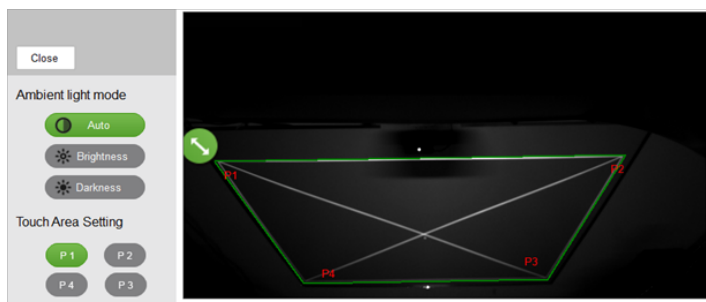 Close
Ambient light mode
Auto
Brightness
Darkness
Touch Area Setting
P 1 P 2
P 4 P 3
P1
P2
P4
P3